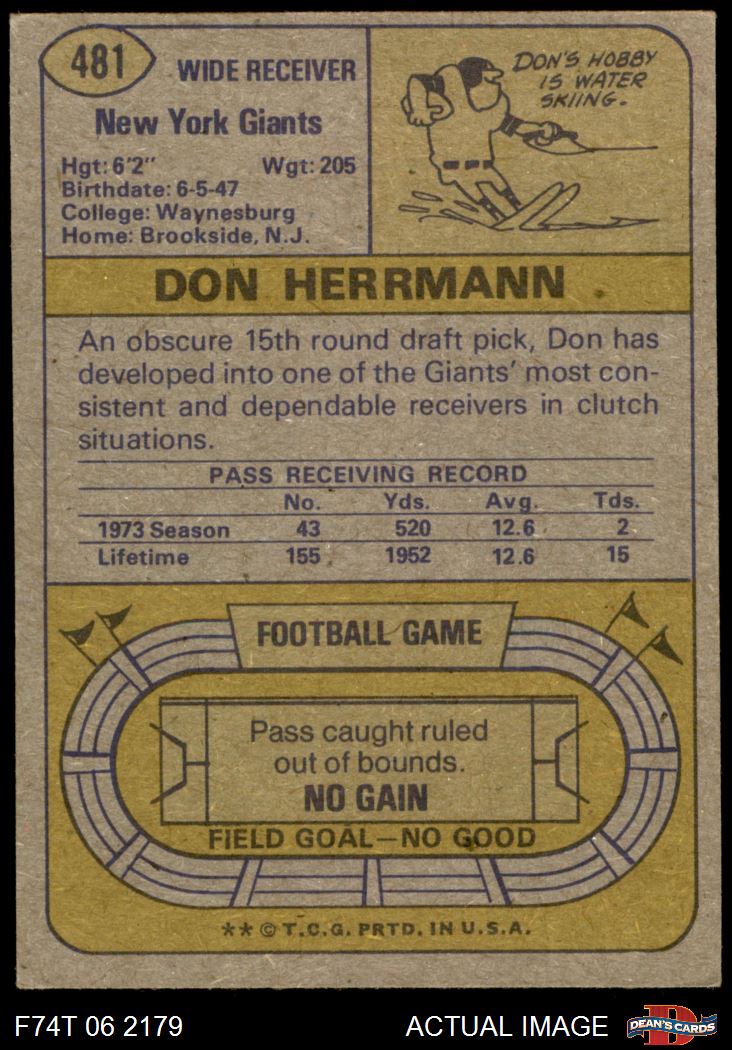 481
WIDE RECEIVER
New York Giants
Hgt: 6'2" Wgt: 205
Birthdate: 6-5-47
College: Waynesburg
Home: Brookside, N.J.
DON'S HOBBY
IS WATER
SKIING.
DON HERRMANN
An obscure 15th round draft pick, Don has
developed into one of the Giants' most con-
sistent and dependable receivers in clutch
situations.
PASS RECEIVING RECORD
No. Yds. Avg. Tds.
1973 Season 43 520 12.6 2
Lifetime 155 1952 12.6 15
FOOTBALL GAME
Pass caught ruled
out of bounds.
NO GAIN
FIELD GOAL—NO GOOD
** © T.C.G. PRTD. IN U.S.A.
F74T 06 2179
ACTUAL IMAGE
D
DEAN'S CARDS